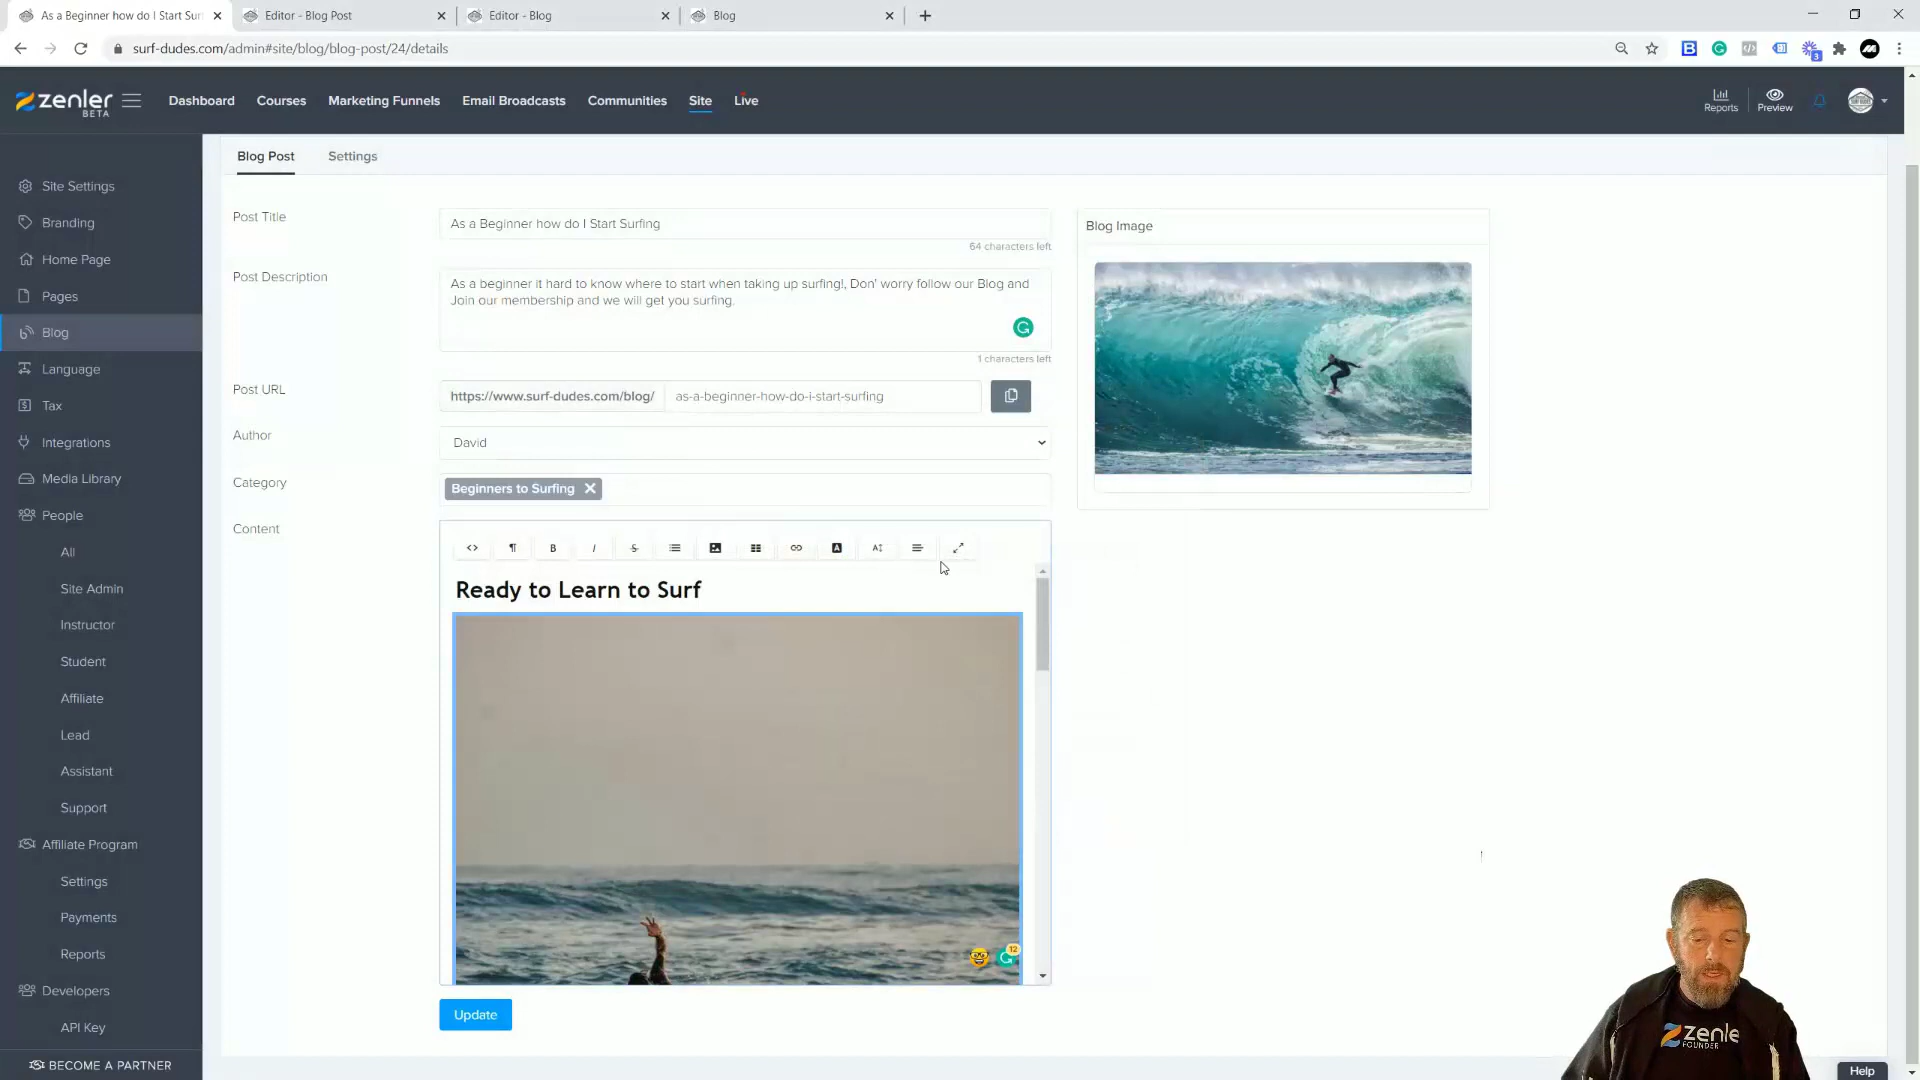 As a Beginner how do I Start Sur
Editor - Blog Post
Editor - Blog
Blog
surf-dudes.com/admin#site/blog/blog-post/24/details
3
zenler
BETA
Dashboard
Courses
Marketing Funnels
Email Broadcasts
Communities
Site
Live
Reports
Preview
Site Settings
Branding
Home Page
Pages
Blog
Language
Tax
Integrations
Media Library
People
All
Site Admin
Instructor
Student
Affiliate
Lead
Assistant
Support
Affiliate Program
Settings
Payments
Reports
Developers
API Key
BECOME A PARTNER
Blog Post
Settings
Post Title
As a Beginner how do I Start Surfing
64 characters left
Post Description
As a beginner it hard to know where to start when taking up surfing!, Don' worry follow our Blog and
Join our membership and we will get you surfing.
1 characters left
Post URL
https://www.surf-dudes.com/blog/
as-a-beginner-how-do-i-start-surfing
Author
David
Category
Beginners to Surfing
Content
Ready to Learn to Surf
12
Update
Blog Image
zenle
FOUNDER
Help